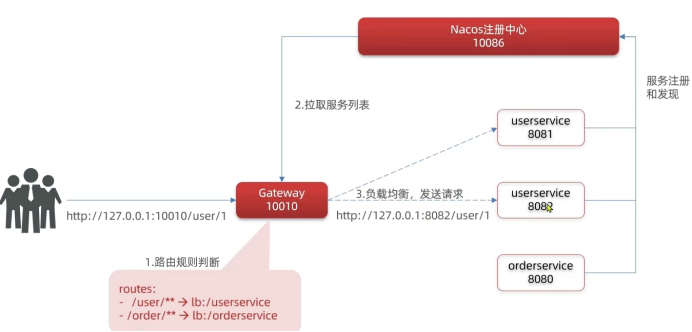 Nacos注册中心
10086
服务注册
和发现
2.拉取服务列表
userservice
8081
Gateway
10010
3.负载均衡，发送请求
userservice
8082
http://127.0.0.1:10010/user/1
http://127.0.0.1:8082/user/1
1.路由规则判断
orderservice
8080
routes:
- /user/** → lb:/userservice
- /order/** → lb:/orderservice